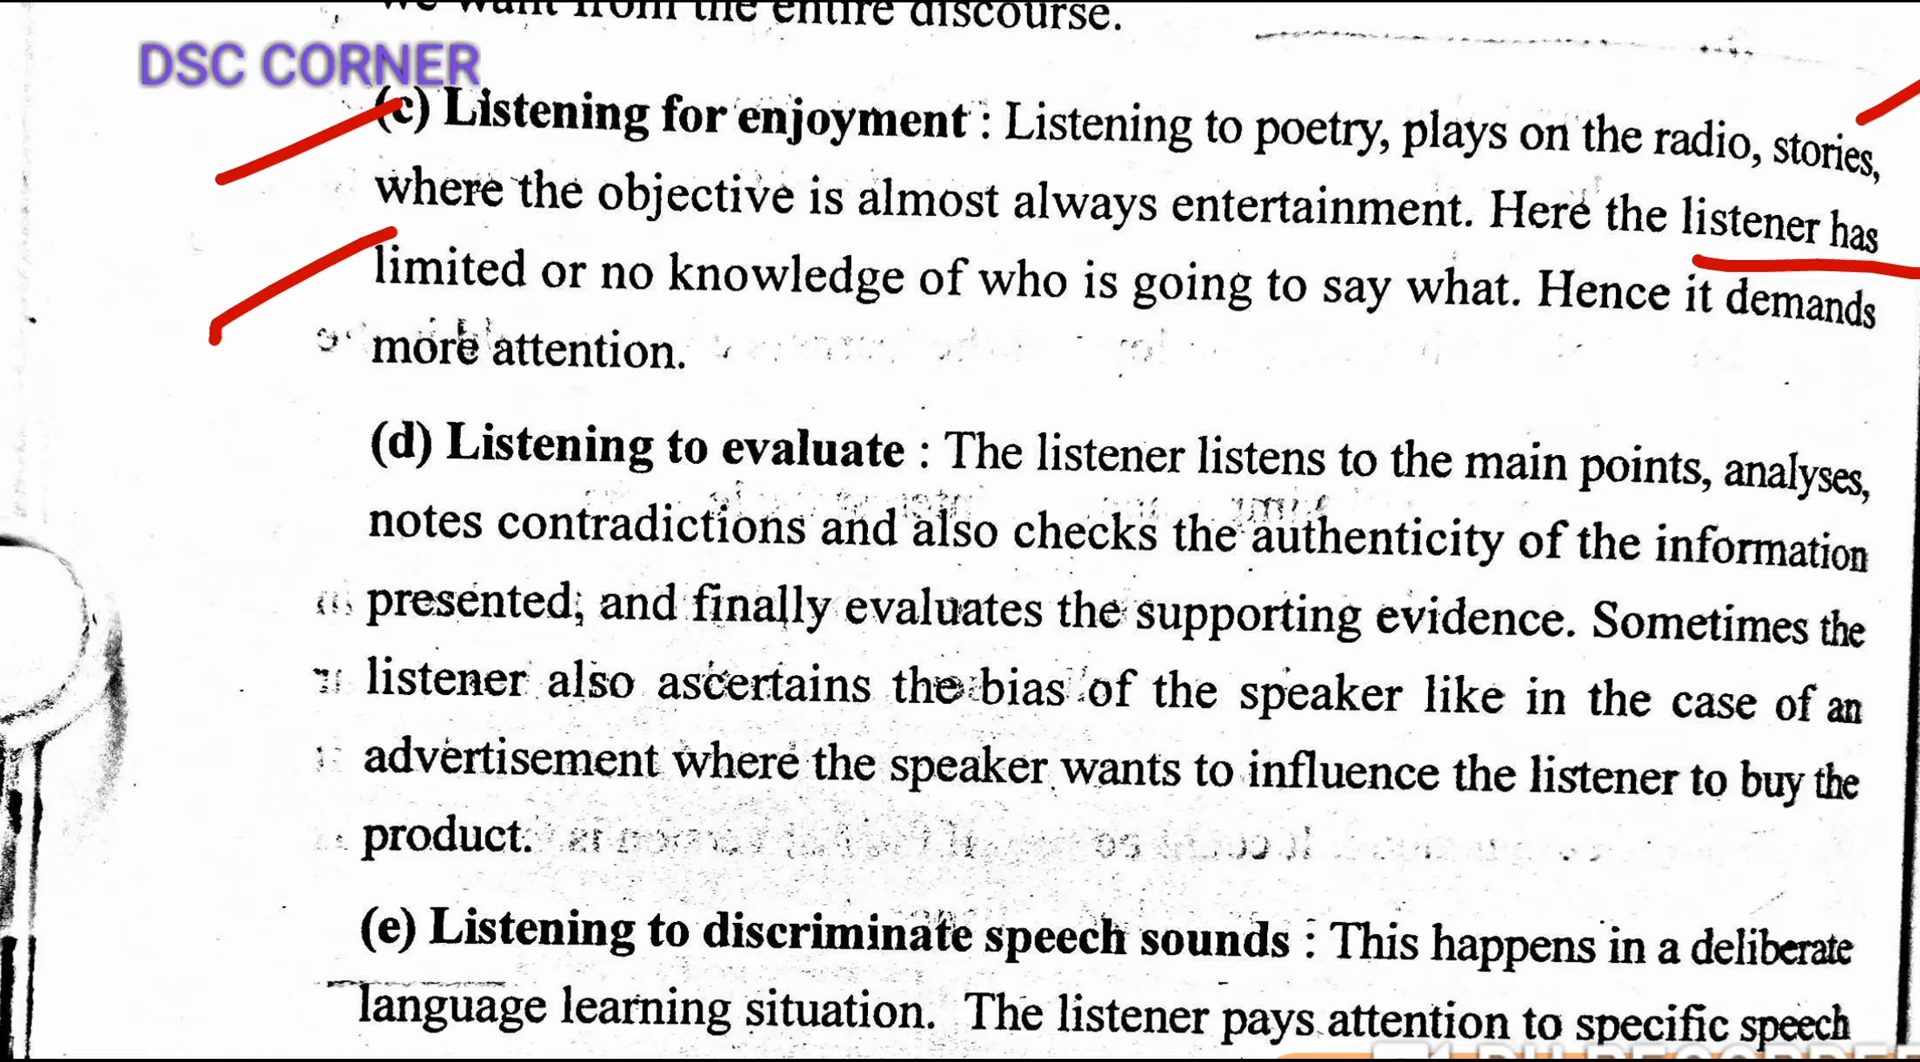 we want from the entire discourse.
DSC CORNER
(c) Listening for enjoyment : Listening to poetry, plays on the radio, stories,
where the objective is almost always entertainment. Here the listener has
limited or no knowledge of who is going to say what. Hence it demands
more attention.
(d) Listening to evaluate : The listener listens to the main points, analyses,
notes contradictions and also checks the authenticity of the information
presented; and finally evaluates the supporting evidence. Sometimes the
listener also ascertains the bias of the speaker like in the case of an
advertisement where the speaker wants to influence the listener to buy the
product.
(e) Listening to discriminate speech sounds : This happens in a deliberate
language learning situation. The listener pays attention to specific speech